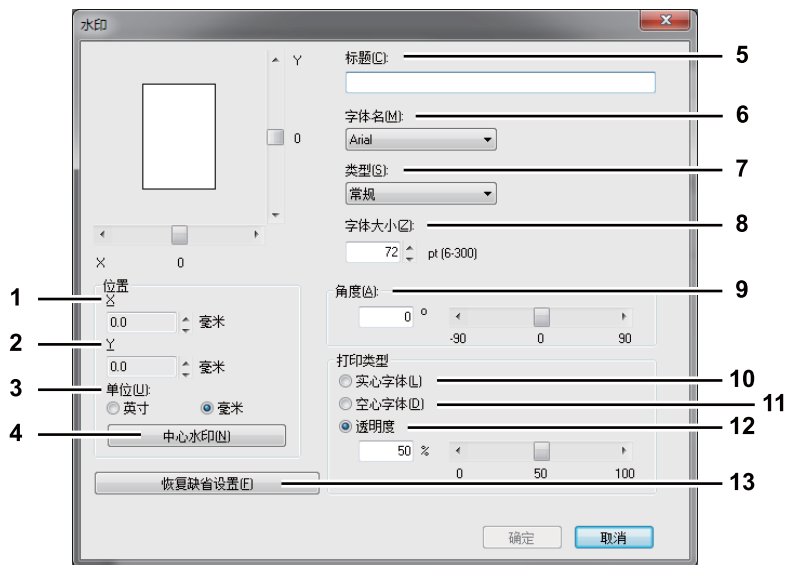 水印
Y
0
X 0
位置
X
0.0 毫米
Y
0.0 毫米
单位(U):
英寸 毫米
中心水印(N)
恢复缺省设置(F)
标题(C):
字体名(M):
Arial
类型(S):
常规
字体大小(Z):
72 pt (6-300)
角度(A):
0 °
-90 0 90
打印类型
实心字体(L)
空心字体(D)
透明度
50 %
0 50 100
确定 取消
1
2
3
4
5
6
7
8
9
10
11
12
13